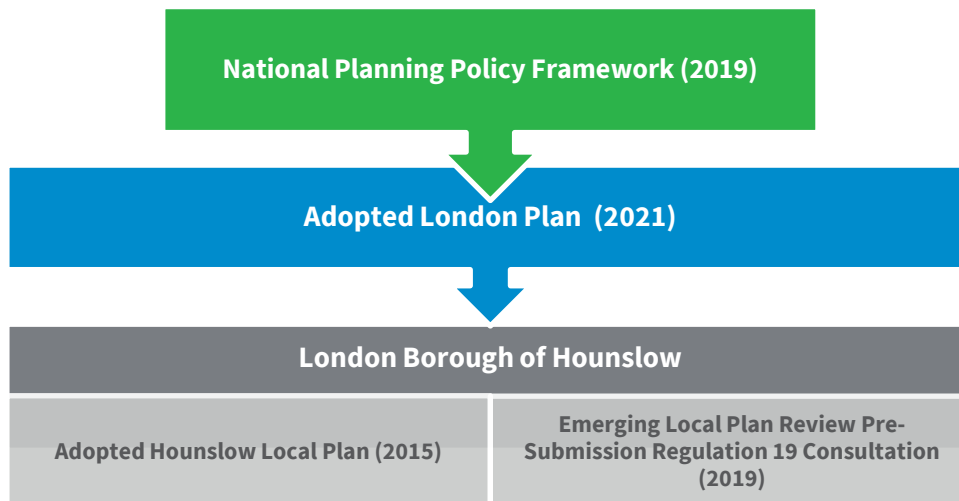 National Planning Policy Framework (2019)
Adopted London Plan (2021)
London Borough of Hounslow
Adopted Hounslow Local Plan (2015)
Emerging Local Plan Review Pre-
Submission Regulation 19 Consultation
(2019)